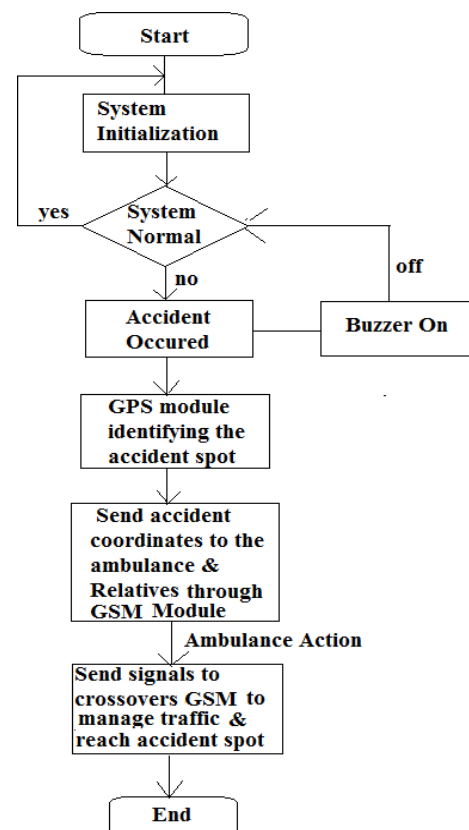 Start
System
Initialization
System
Normal
yes
no
off
Accident
Occured
Buzzer On
GPS module
identifying the
accident spot
Send accident
coordinates to the
ambulance &
Relatives through
GSM Module
Ambulance Action
Send signals to
crossovers GSM to
manage traffic &
reach accident spot
End